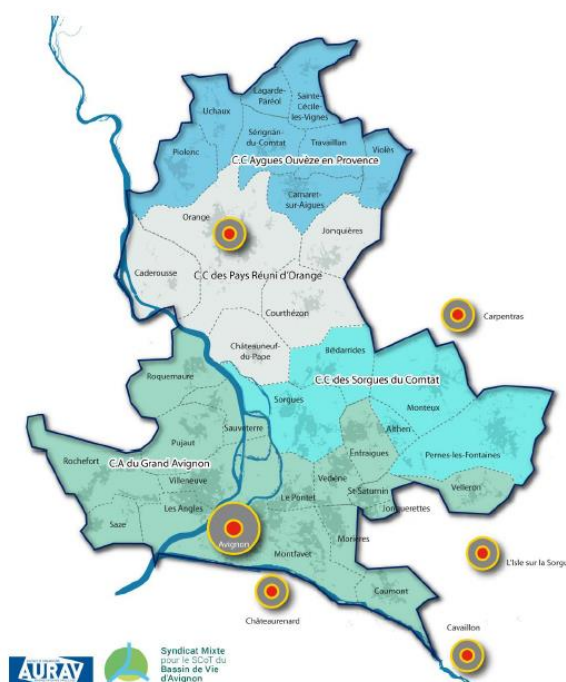 Lagarde-
Paréol
Sainte-
Cécile
les-Vignes
Uchaux
Sérignan-
du-Comtat
Travaillan
Violès
Piolenc
C.C Aygues Ouvèze en Provence
Camaret
sur-Aigues
Orange
Jonquières
Caderousse
C.C des Pays Réuni d'Orange
Courthézon
Carpentras
Châteauneuf-
du-Pape
Bédarrides
Roquemaure
C.C des Sorgues du Comtat
Sorgues
Monteux
Sauveterre
Althen
Pujaut
Entraigues
Pernes-les-Fontaines
Rochefort
C.A du Grand Avignon
Villeneuve
Vedène
Velleron
St-Saturnin
Le Pontet
Jonquerettes
Les Angles
Saze
Morières
Avignon
Montfavet
L'Isle sur la Sorgu
Caumont
Châteaurenard
Cavaillon
AURAV
Syndicat Mixte
pour le SCoT du
Bassin de Vie
d'Avignon